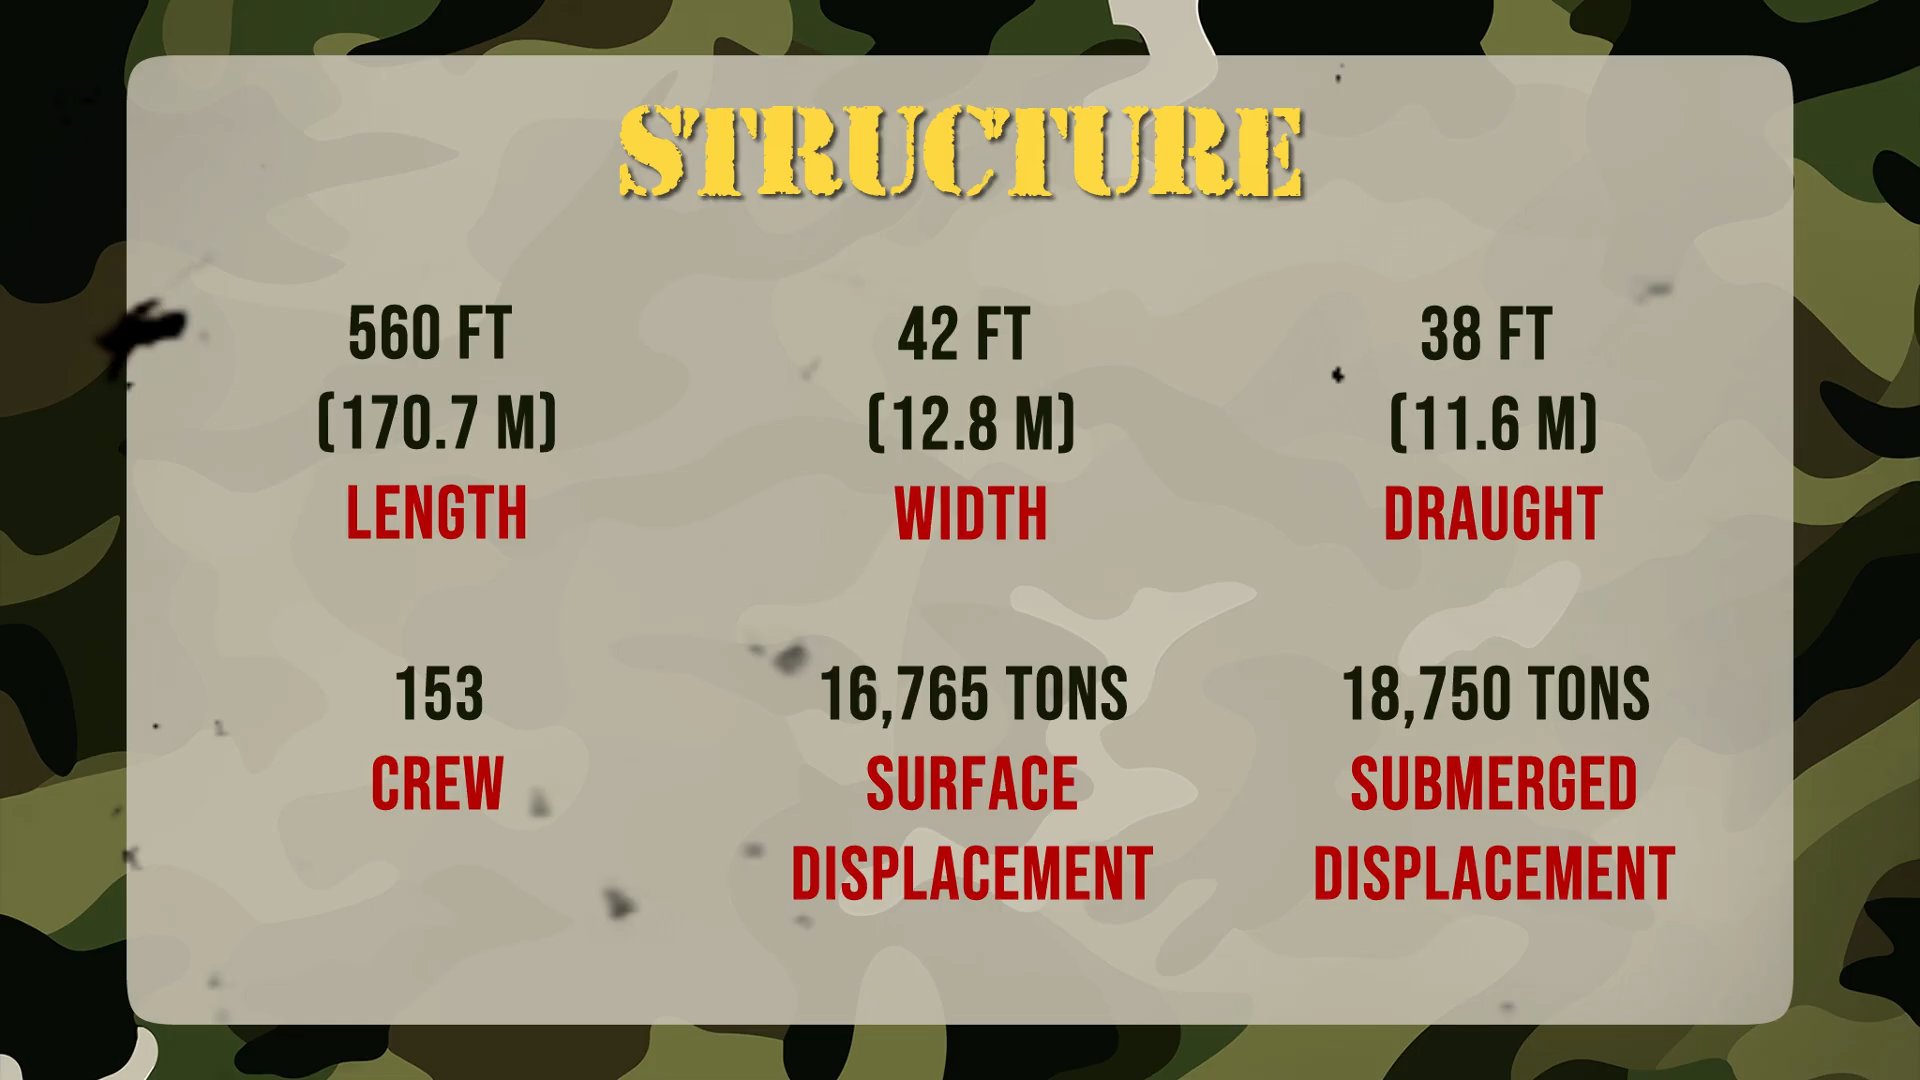 STRUCTURE
560 FT
(170.7 M)
LENGTH
42 FT
(12.8 M)
WIDTH
38 FT
(11.6 M)
DRAUGHT
153
CREW
16,765 TONS
SURFACE
DISPLACEMENT
18,750 TONS
SUBMERGED
DISPLACEMENT